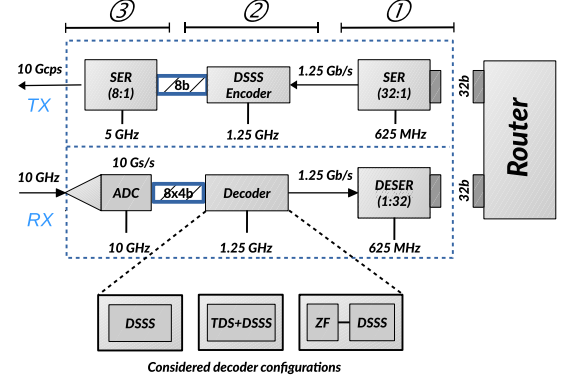 3
2
1
10 Gcps
TX
SER
(8:1)
8b
DSSS
Encoder
1.25 Gb/s
SER
(32:1)
32b
5 GHz
1.25 GHz
625 MHz
Router
10 GHz
RX
10 Gs/s
ADC
8x4b
Decoder
1.25 Gb/s
DESER
(1:32)
32b
10 GHz
1.25 GHz
625 MHz
DSSS
TDS+DSSS
ZF
DSSS
Considered decoder configurations